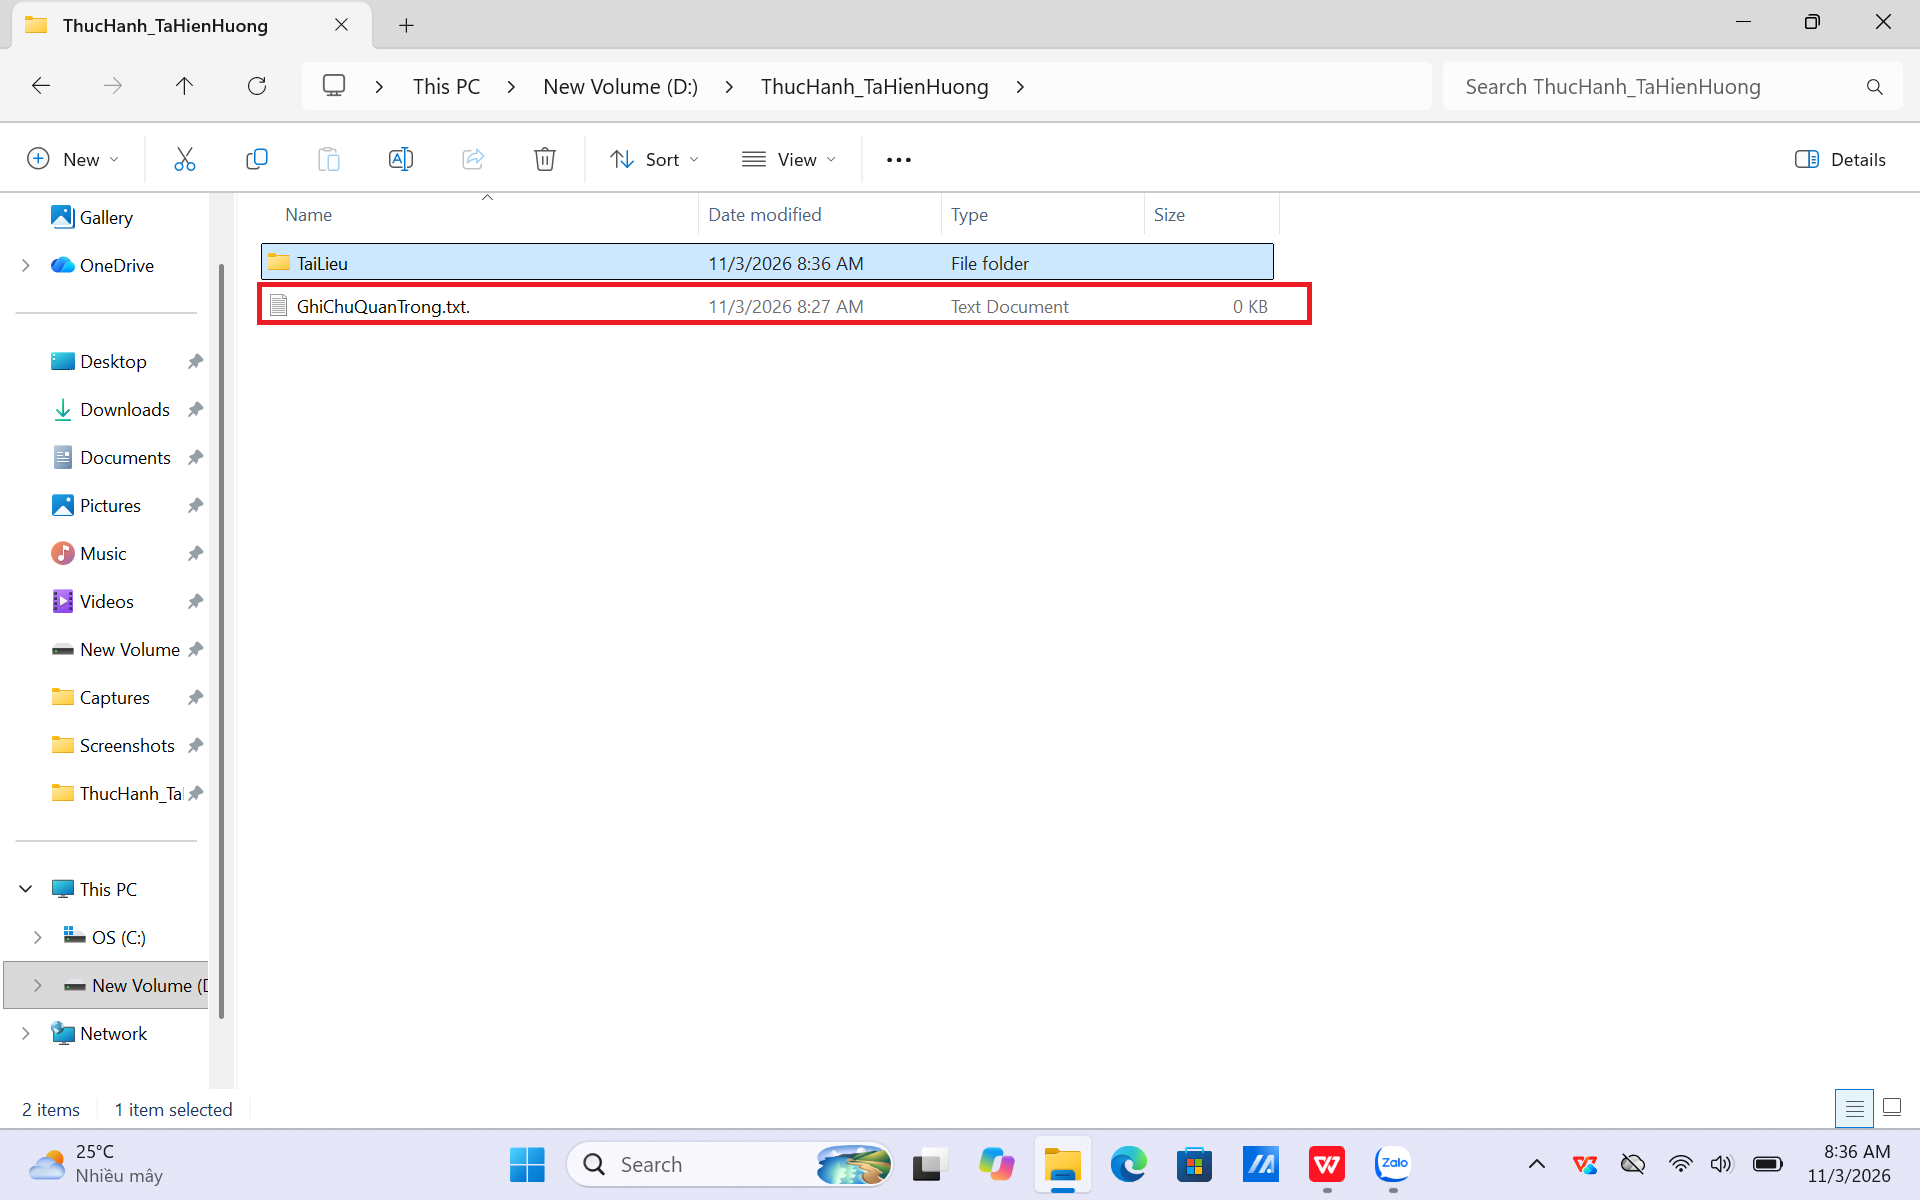 ThucHanh_TaHienHuong
This PC
New Volume (D:)
ThucHanh_TaHienHuong
Search ThucHanh_TaHienHuong
New
Sort
View
Details
Name
Date modified
Type
Size
TaiLieu
11/3/2026 8:36 AM
File folder
GhiChuQuanTrong.txt.
11/3/2026 8:27 AM
Text Document
0 KB
Gallery
OneDrive
Desktop
Downloads
Documents
Pictures
Music
Videos
New Volume
Captures
Screenshots
ThucHanh_Ta
This PC
OS (C:)
New Volume (D
Network
2 items
1 item selected
25°C
Nhiều mây
Search
Zalo
8:36 AM
11/3/2026